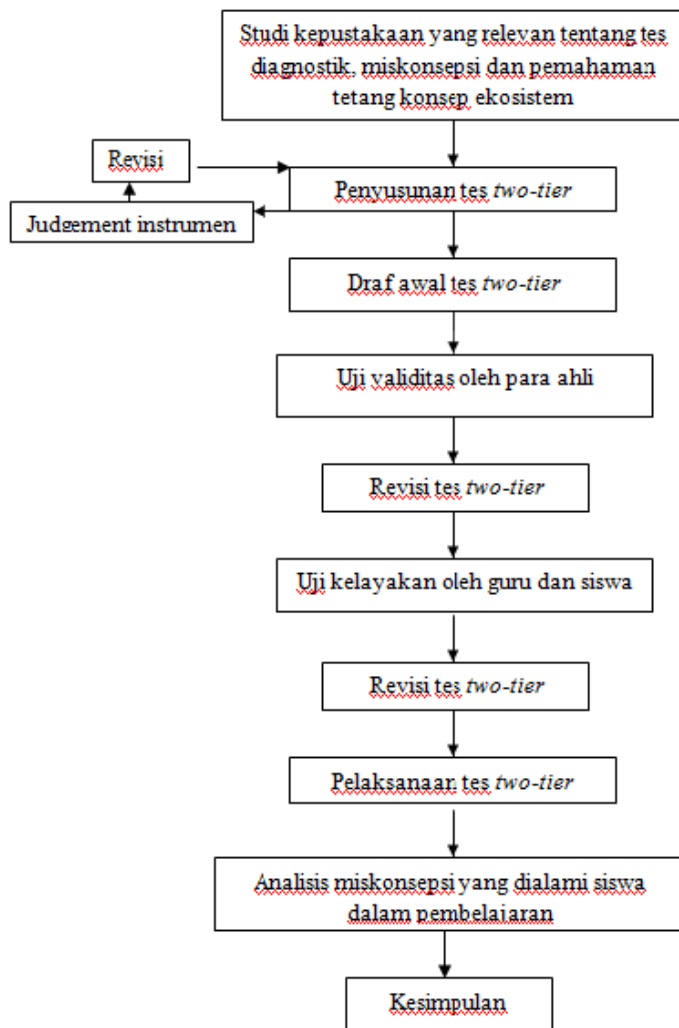 Studi kepustakaan yang relevan tentang tes
diagnostik, miskonsepsi dan pemahaman
tetang konsep ekosistem
Revisi
Penyusunan tes two-tier
Judgement instrumen
Draf awal tes two-tier
Uji validitas oleh para ahli
Revisi tes two-tier
Uji kelayakan oleh guru dan siswa
Revisi tes two-tier
Pelaksanaan tes two-tier
Analisis miskonsepsi yang dialami siswa
dalam pembelajaran
Kesimpulan